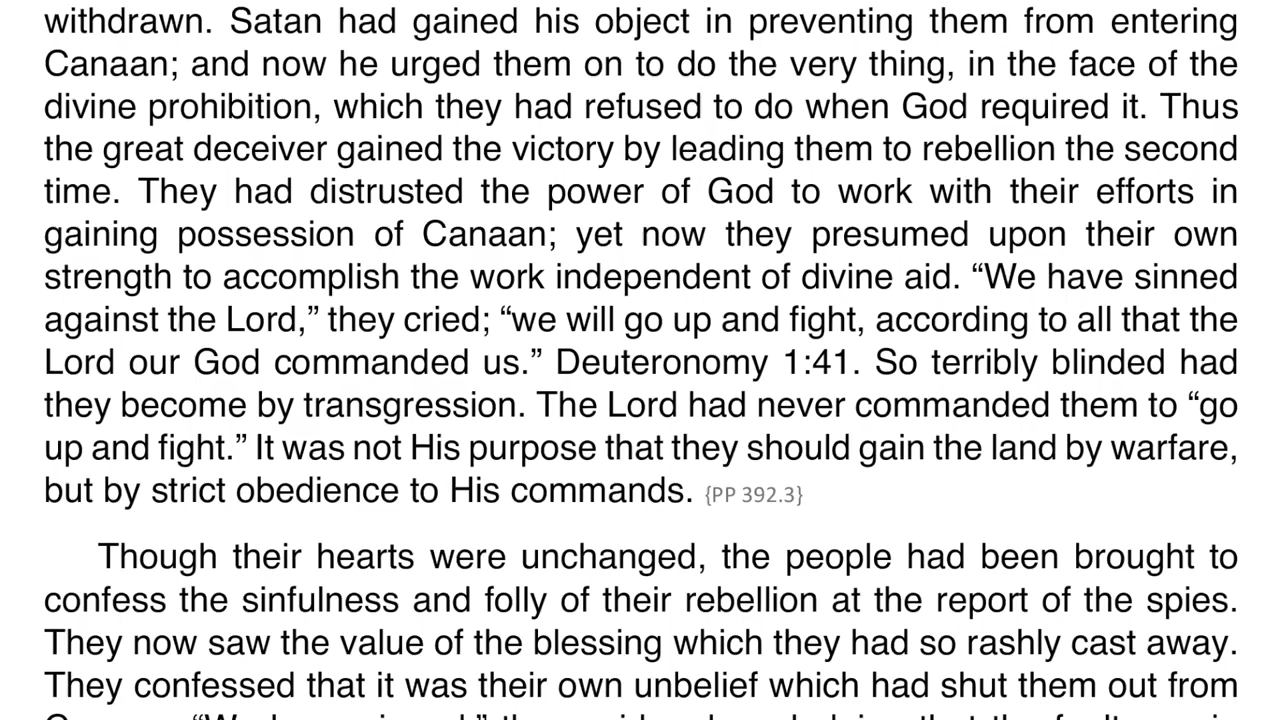 withdrawn. Satan had gained his object in preventing them from entering
Canaan; and now he urged them on to do the very thing, in the face of the
divine prohibition, which they had refused to do when God required it. Thus
the great deceiver gained the victory by leading them to rebellion the second
time. They had distrusted the power of God to work with their efforts in
gaining possession of Canaan; yet now they presumed upon their own
strength to accomplish the work independent of divine aid. “We have sinned
against the Lord,” they cried; “we will go up and fight, according to all that the
Lord our God commanded us.” Deuteronomy 1:41. So terribly blinded had
they become by transgression. The Lord had never commanded them to “go
up and fight.” It was not His purpose that they should gain the land by warfare,
but by strict obedience to His commands. {PP 392.3}
Though their hearts were unchanged, the people had been brought to
confess the sinfulness and folly of their rebellion at the report of the spies.
They now saw the value of the blessing which they had so rashly cast away.
They confessed that it was their own unbelief which had shut them out from